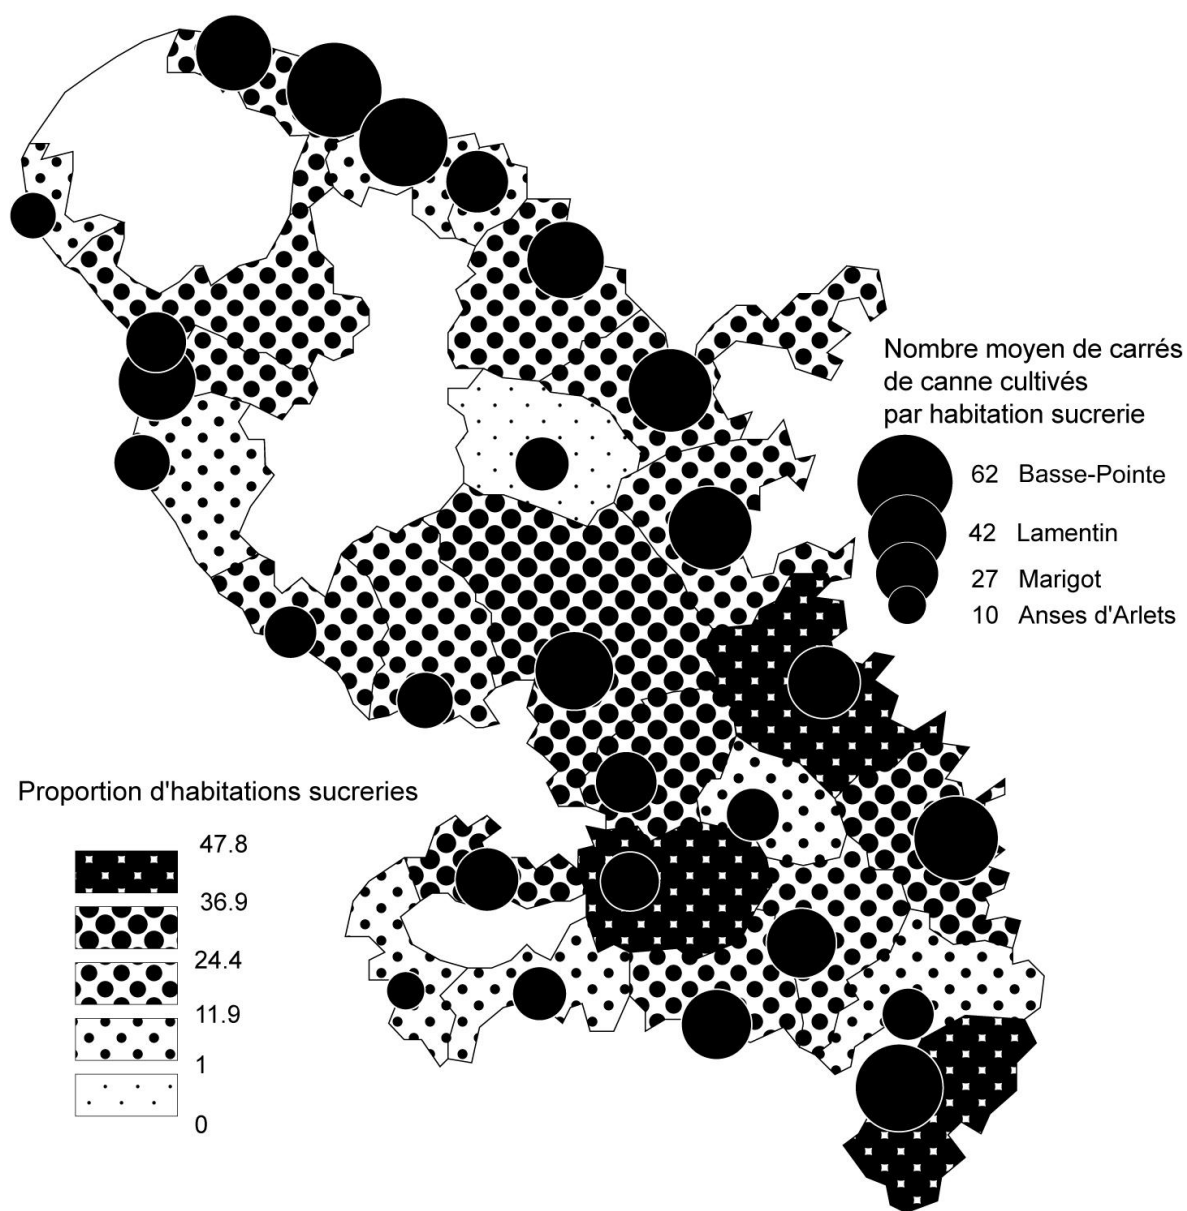 Nombre moyen de carrés
de canne cultivés
par habitation sucrerie
62 Basse-Pointe
42 Lamentin
27 Marigot
10 Anses d'Arlets
Proportion d'habitations sucreries
47.8
36.9
24.4
11.9
1
0